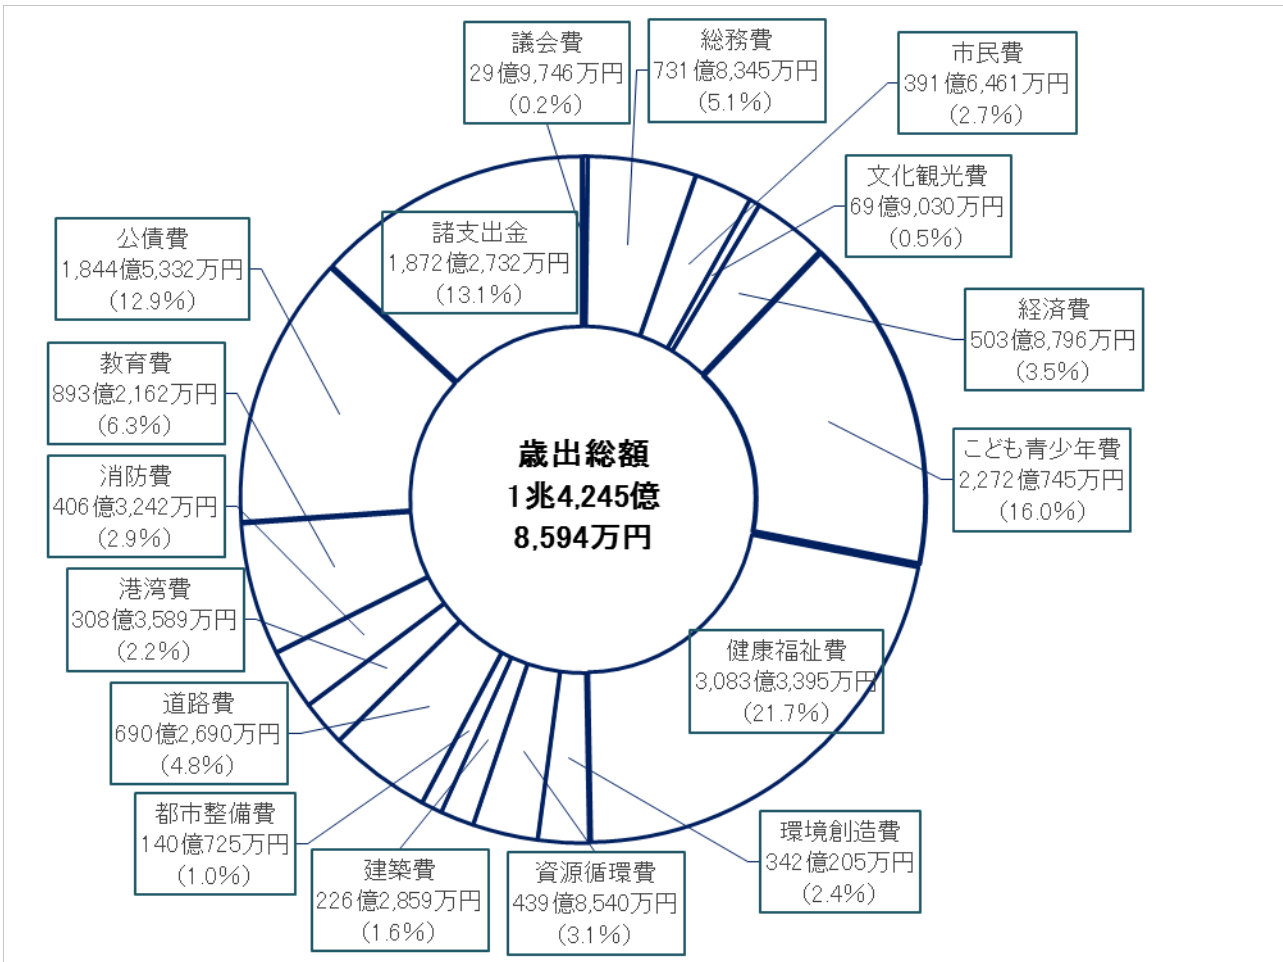 議会費
29億9,746万円
(0.2%)
総務費
731億8,345万円
(5.1%)
市民費
391億6,461万円
(2.7%)
文化観光費
69億9,030万円
(0.5%)
経済費
503億8,796万円
(3.5%)
こども青少年費
2,272億745万円
(16.0%)
健康福祉費
3,083億3,395万円
(21.7%)
環境創造費
342億205万円
(2.4%)
資源循環費
439億8,540万円
(3.1%)
建築費
226億2,859万円
(1.6%)
都市整備費
140億725万円
(1.0%)
道路費
690億2,690万円
(4.8%)
港湾費
308億3,589万円
(2.2%)
消防費
406億3,242万円
(2.9%)
教育費
893億2,162万円
(6.3%)
公債費
1,844億5,332万円
(12.9%)
諸支出金
1,872億2,732万円
(13.1%)
歳出総額
1兆4,245億
8,594万円